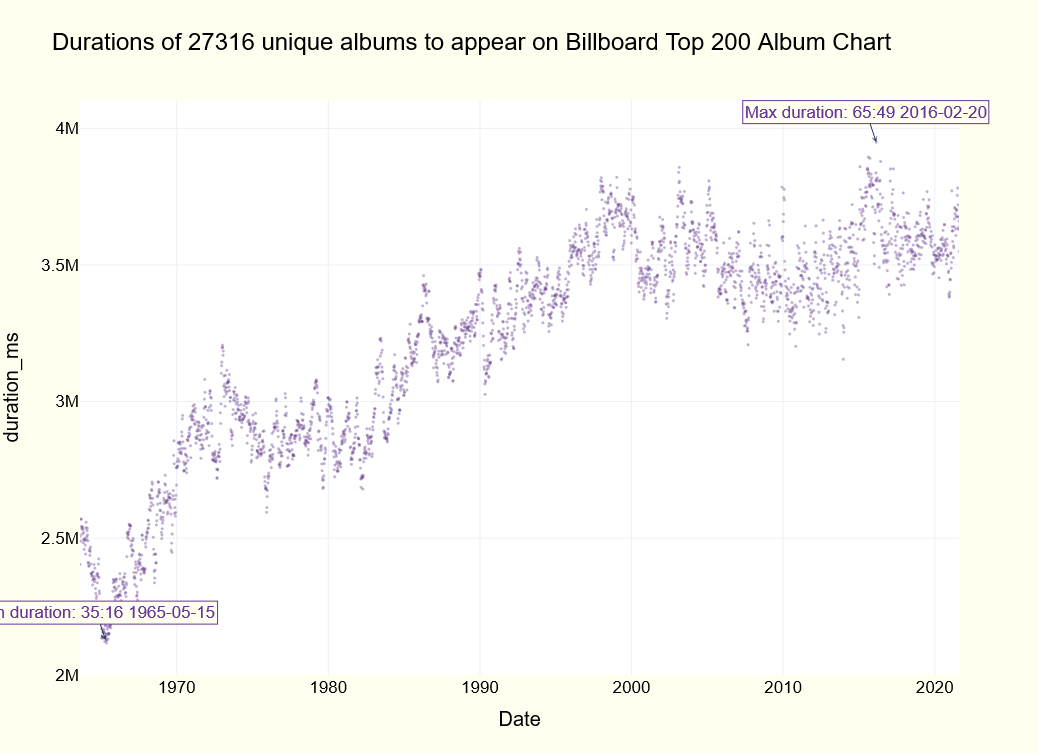 Durations of 27316 unique albums to appear on Billboard Top 200 Album Chart
Max duration: 65:49 2016-02-20
4M
3.5M
3M
2.5M
2M
duration_ms
duration: 35:16 1965-05-15
1970 1980 1990 2000 2010 2020
Date